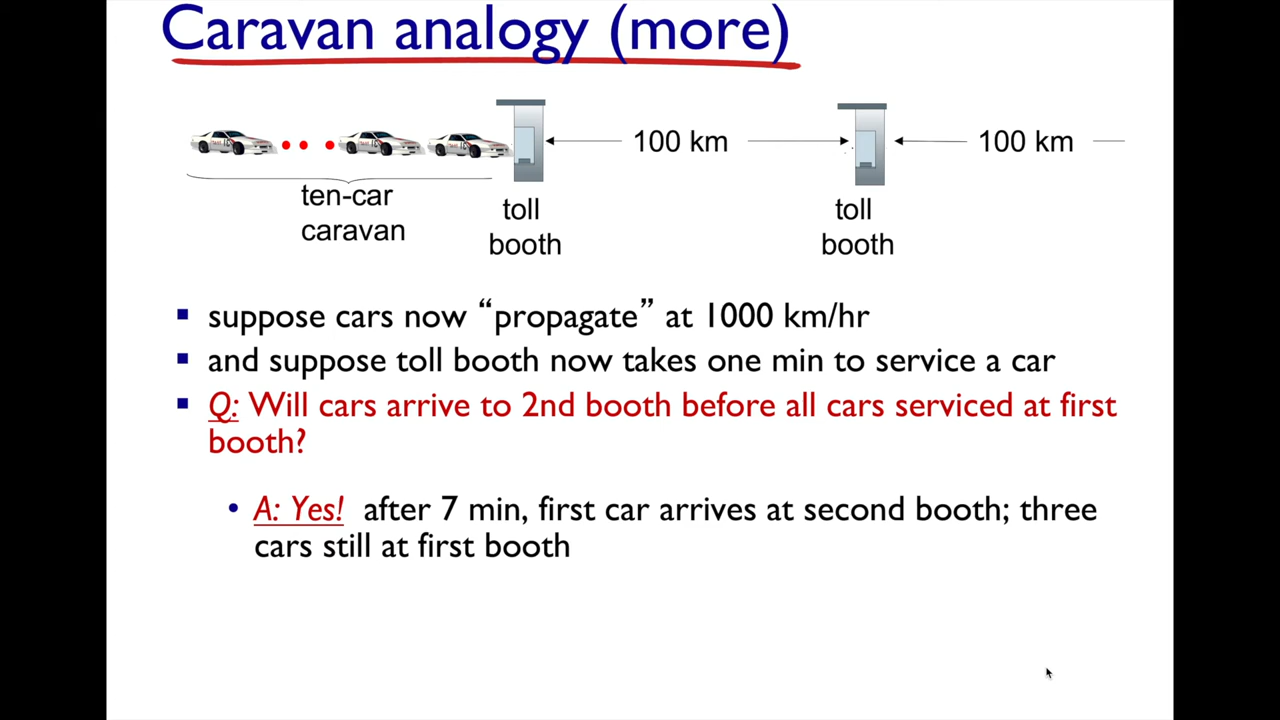 Caravan analogy (more)
100 km
100 km
ten-car
caravan
toll
booth
toll
booth
▪ suppose cars now “propagate” at 1000 km/hr
▪ and suppose toll booth now takes one min to service a car
▪ Q: Will cars arrive to 2nd booth before all cars serviced at first
booth?
• A: Yes! after 7 min, first car arrives at second booth; three
cars still at first booth